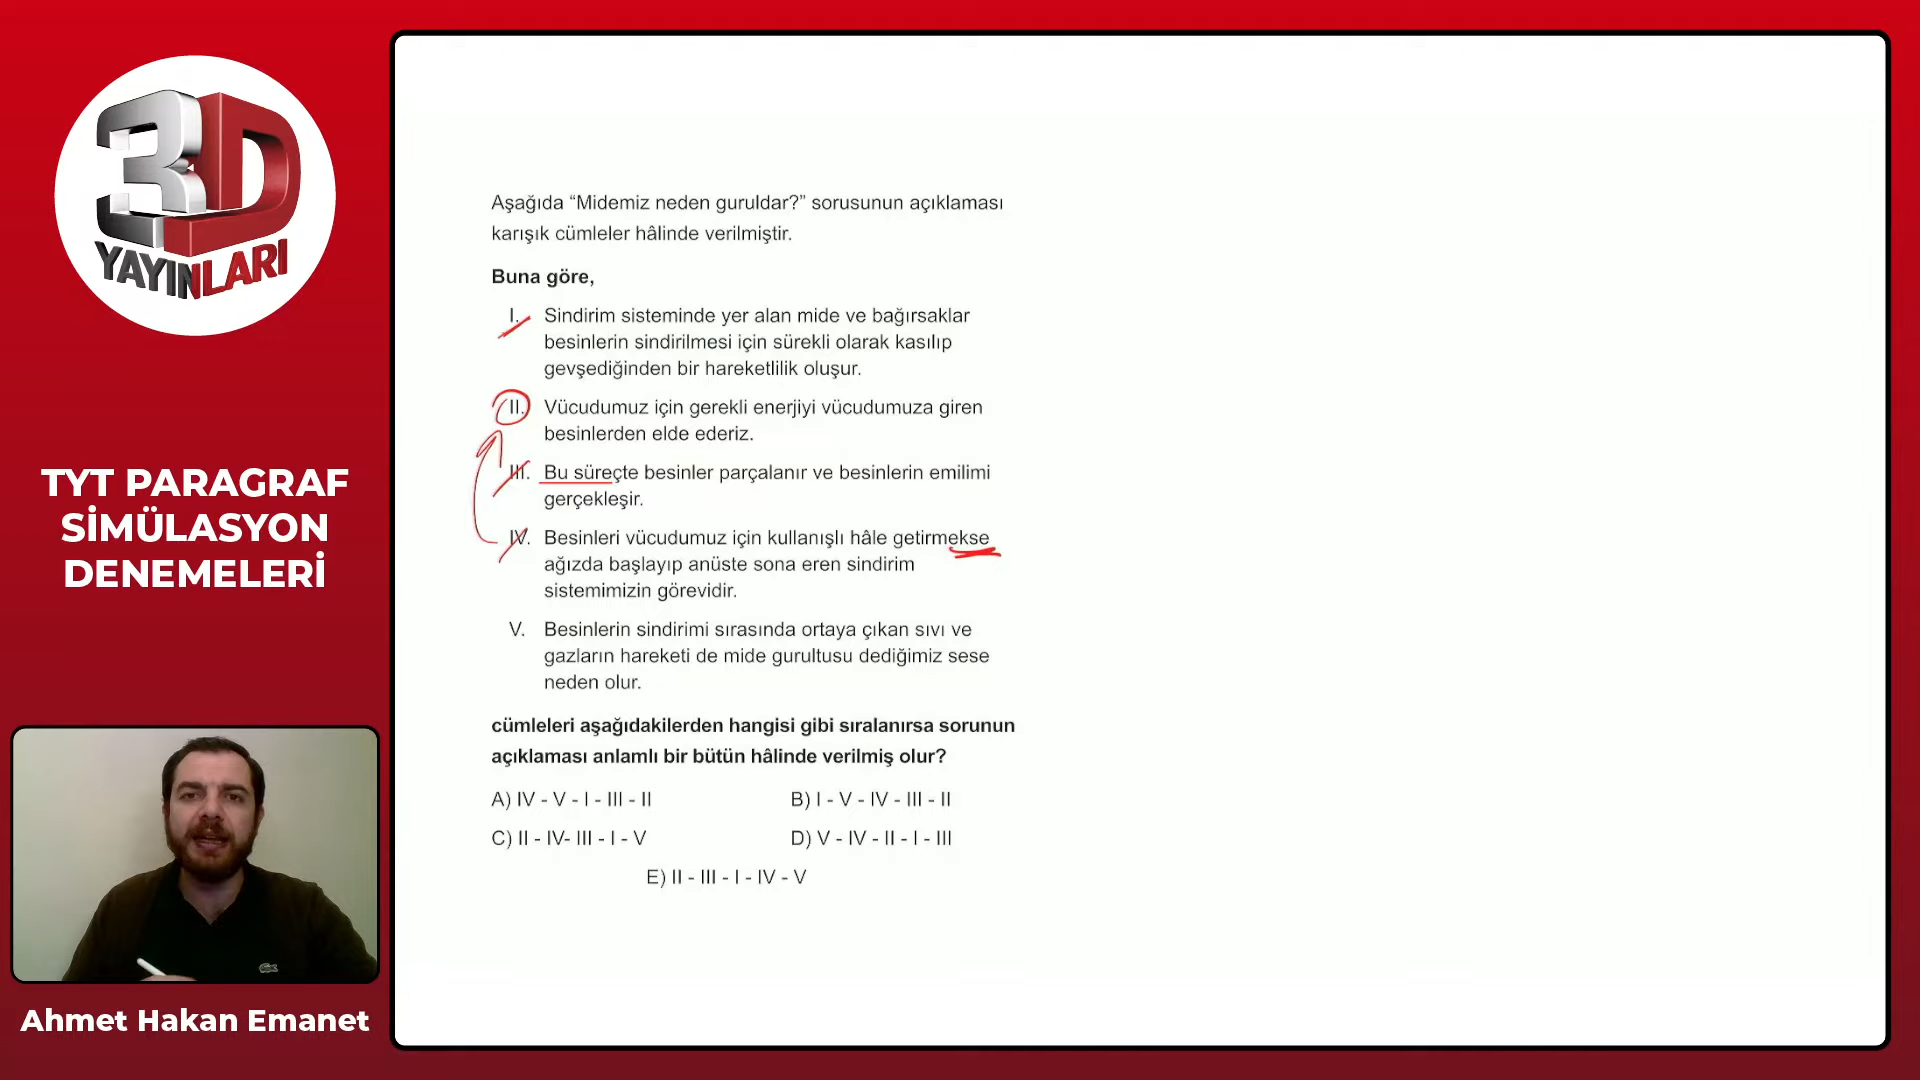 3D
YAYINLARI
TYT PARAGRAF
SİMÜLASYON
DENEMELERİ
Ahmet Hakan Emanet
Aşağıda “Midemiz neden guruldar?” sorusunun açıklaması
karışık cümleler hâlinde verilmiştir.
Buna göre,
I. Sindirim sisteminde yer alan mide ve bağırsaklar
besinlerin sindirilmesi için sürekli olarak kasılıp
gevşediğinden bir hareketlilik oluşur.
II. Vücudumuz için gerekli enerjiyi vücudumuza giren
besinlerden elde ederiz.
III. Bu süreçte besinler parçalanır ve besinlerin emilimi
gerçekleşir.
IV. Besinleri vücudumuz için kullanışlı hâle getirmekse
ağızda başlayıp anüste sona eren sindirim
sistemimizin görevidir.
V. Besinlerin sindirimi sırasında ortaya çıkan sıvı ve
gazların hareketi de mide gurultusu dediğimiz sese
neden olur.
cümleleri aşağıdakilerden hangisi gibi sıralanırsa sorunun
açıklaması anlamlı bir bütün hâlinde verilmiş olur?
A) IV - V - I - III - II B) I - V - IV - III - II
C) II - IV- III - I - V D) V - IV - II - I - III
E) II - III - I - IV - V